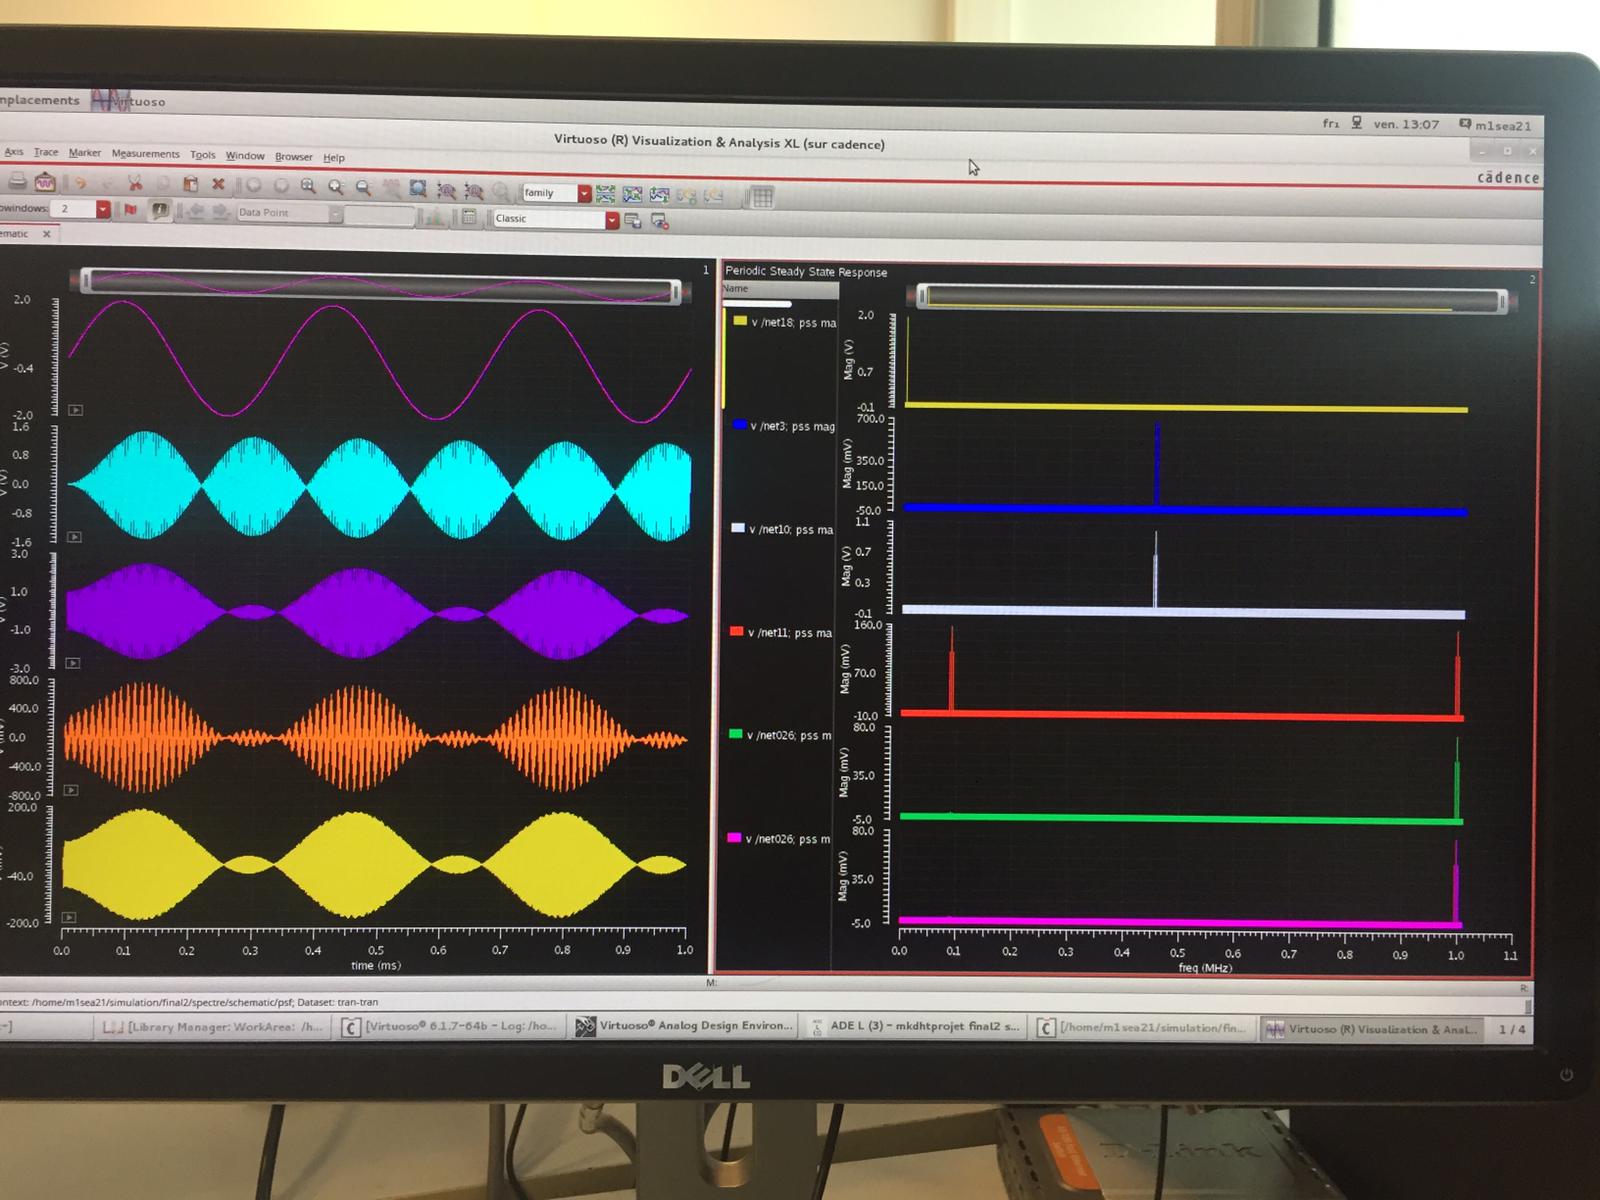 mplacements
Virtuoso
fr1
ven. 13:07
m1sea21
Virtuoso (R) Visualization & Analysis XL (sur cadence)
Axis Trace Marker Measurements Tools Window Browser Help
cādence
family
windows: 2
Data Point
Classic
ematic
1
2.0
-0.4
-2.0
1.6
0.8
0.0
-0.8
-1.6
3.0
1.0
-1.0
-3.0
800.0
400.0
0.0
-400.0
-800.0
200.0
-40.0
-200.0
0.0 0.1 0.2 0.3 0.4 0.5 0.6 0.7 0.8 0.9 1.0
time (ms)
Periodic Steady State Response
2
Name
v /net18; pss ma
v /net3; pss mag
v /net10; pss ma
v /net11; pss ma
v /net026; pss m
v /net026; pss m
Mag (V)
2.0
0.7
-0.1
Mag (mV)
700.0
350.0
150.0
-50.0
Mag (V)
1.1
0.7
0.3
-0.1
Mag (mV)
160.0
70.0
-10.0
Mag (mV)
80.0
35.0
-5.0
Mag (mV)
80.0
35.0
-5.0
0.0 0.1 0.2 0.3 0.4 0.5 0.6 0.7 0.8 0.9 1.0 1.1
freq (MHz)
M:
R:
ontext: /home/m1sea21/simulation/final2/spectre/schematic/psf; Dataset: tran-tran
[Library Manager: WorkArea: /h...
[Virtuoso® 6.1.7-64b - Log: /ho...
Virtuoso® Analog Design Environ...
ADE L (3) - mkdhtprojet final2 s...
[/home/m1sea21/simulation/fin...
Virtuoso (R) Visualization & Anal...
1 / 4
DELL
D-Link